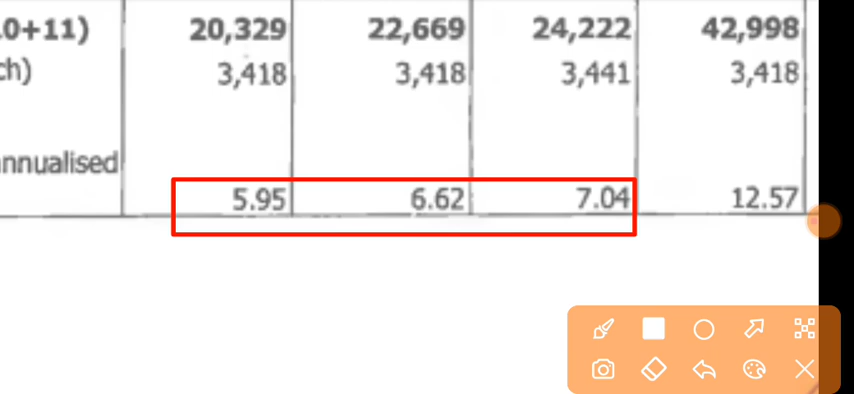 0+11) 20,329 22,669 24,222 42,998
ch) 3,418 3,418 3,441 3,418
nnualised
5.95 6.62 7.04 12.57